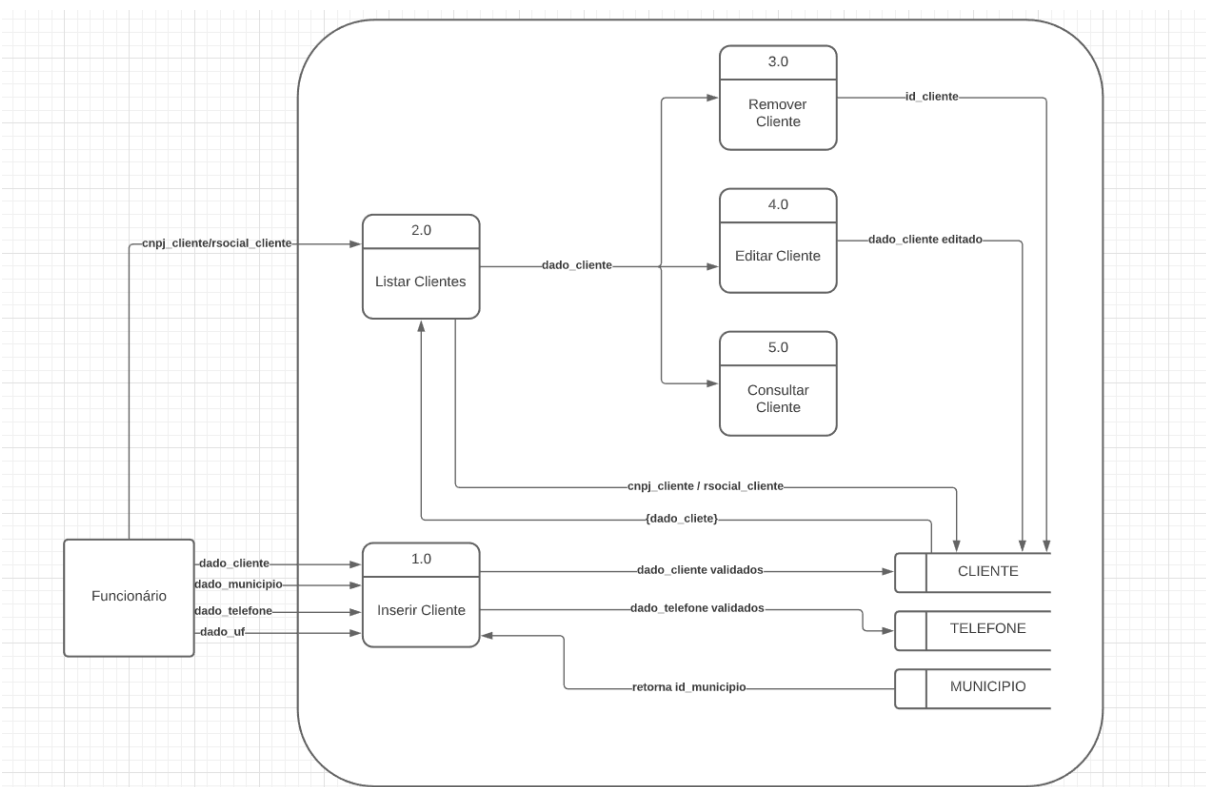 3.0
Remover
Cliente
id_cliente
4.0
Editar Cliente
dado_cliente editado
2.0
Listar Clientes
cnpj_cliente/rsocial_cliente
dado_cliente
5.0
Consultar
Cliente
cnpj_cliente / rsocial_cliente
{dado_cliete}
Funcionário
dado_cliente
dado_municipio
dado_telefone
dado_uf
1.0
Inserir Cliente
dado_cliente validados
dado_telefone validados
retorna id_municipio
CLIENTE
TELEFONE
MUNICIPIO